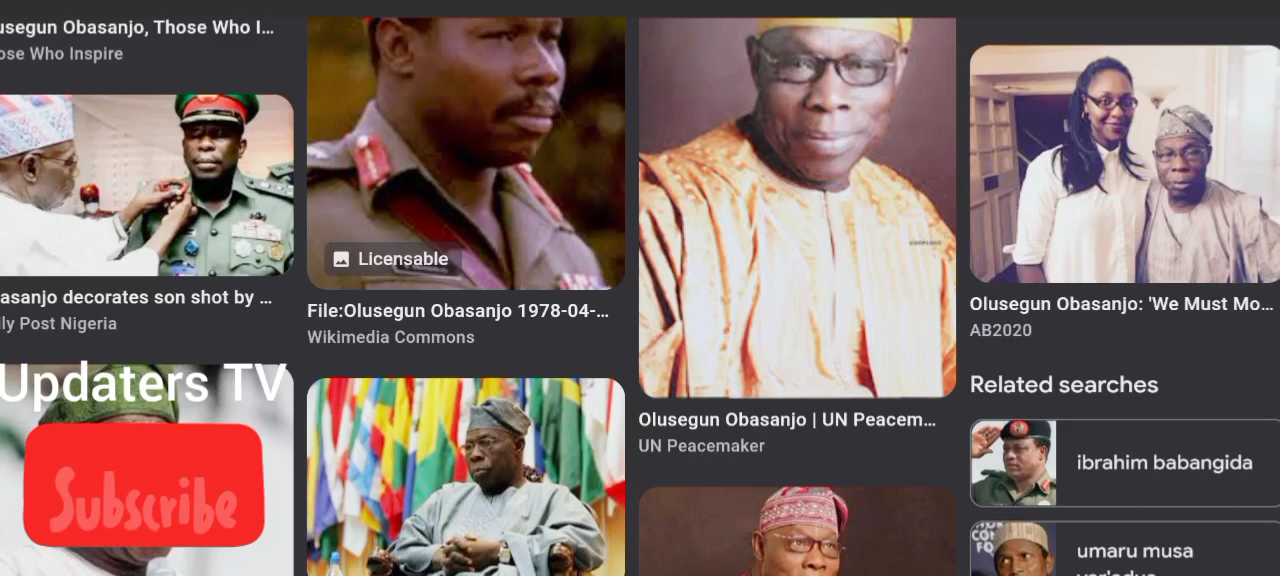 usegun Obasanjo, Those Who I...
ose Who Inspire
asanjo decorates son shot by ...
ily Post Nigeria
Updaters TV
Subscribe
Licensable
File:Olusegun Obasanjo 1978-04-...
Wikimedia Commons
Olusegun Obasanjo | UN Peacem...
UN Peacemaker
Olusegun Obasanjo: 'We Must Mo...
AB2020
Related searches
ibrahim babangida
umaru musa